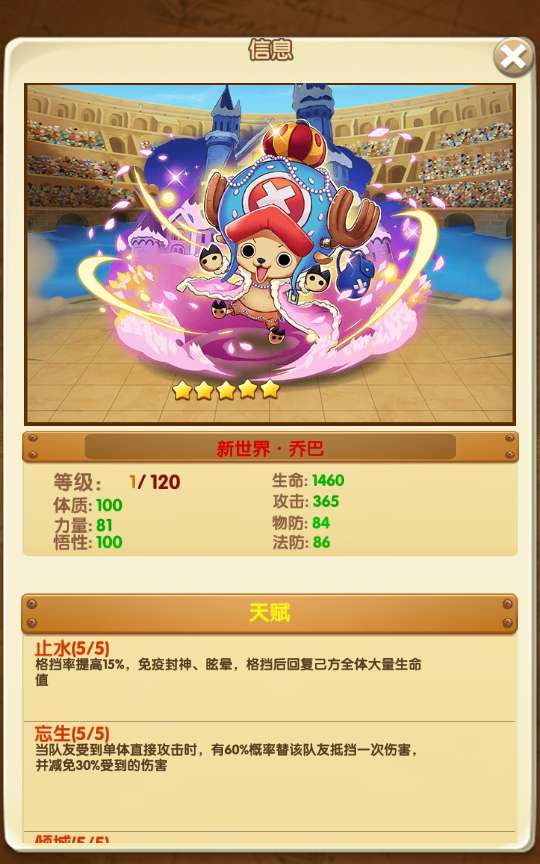 信息
新世界·乔巴
等级: 1/120
体质: 100
力量: 81
悟性: 100
生命: 1460
攻击: 365
物防: 84
法防: 86
天赋
止水(5/5)
格挡率提高15%，免疫封神、眩晕，格挡后回复己方全体大量生命
值
忘生(5/5)
当队友受到单体直接攻击时，有60%概率替该队友抵挡一次伤害，
并减免30%受到的伤害
倾城(5/5)